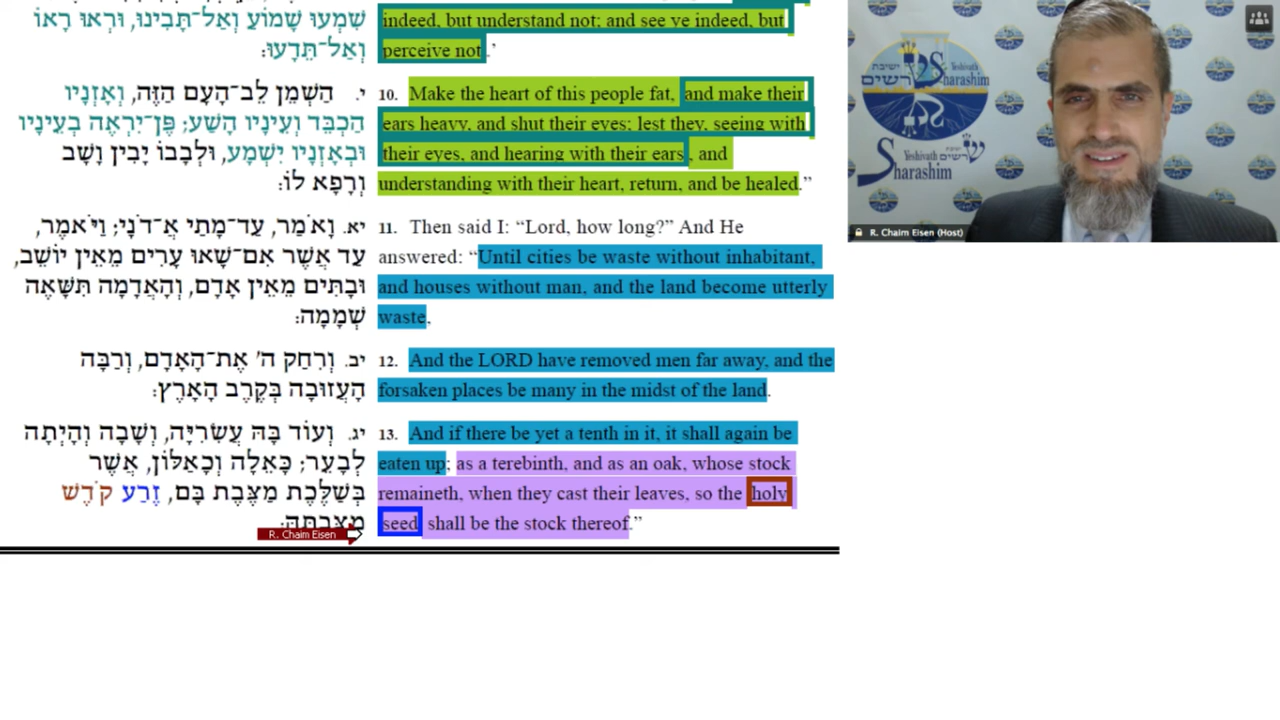 שִׁמְעוּ שָׁמוֹעַ וְאַל־תָּבִינוּ, וּרְאוּ רָאוֹ
וְאַל־תֵּדָעוּ:
י. הַשְׁמֵן לֵב־הָעָם הַזֶּה, וְאָזְנָיו
הַכְבֵּד וְעֵינָיו הָשַׁע; פֶּן־יִרְאֶה בְעֵינָיו
וּבְאָזְנָיו יִשְׁמָע, וּלְבָבוֹ יָבִין וָשָׁב
וְרָפָא לוֹ:
יא. וָאֹמַר, עַד־מָתַי אֲ־דֹנָי; וַיֹּאמֶר,
עַד אֲשֶׁר אִם־שָׁאוּ עָרִים מֵאֵין יוֹשֵׁב,
וּבָתִּים מֵאֵין אָדָם, וְהָאֲדָמָה תִּשָּׁאֶה
שְׁמָמָה:
יב. וְרִחַק ה' אֶת־הָאָדָם, וְרַבָּה
הָעֲזוּבָה בְּקֶרֶב הָאָרֶץ:
יג. וְעוֹד בָּהּ עֲשִׂרִיָּה, וְשָׁבָה וְהָיְתָה
לְבָעֵר; כָּאֵלָה וְכָאַלּוֹן, אֲשֶׁר
בְּשַׁלֶּכֶת מַצֶּבֶת בָּם, זֶרַע קֹדֶשׁ
מַצַּבְתָּהּ:
R. Chaim Eisen
indeed, but understand not; and see ye indeed, but
perceive not.’
10. Make the heart of this people fat, and make their
ears heavy, and shut their eyes; lest they, seeing with
their eyes, and hearing with their ears, and
understanding with their heart, return, and be healed.”
11. Then said I: “Lord, how long?” And He
answered: “Until cities be waste without inhabitant,
and houses without man, and the land become utterly
waste,
12. And the LORD have removed men far away, and the
forsaken places be many in the midst of the land.
13. And if there be yet a tenth in it, it shall again be
eaten up; as a terebinth, and as an oak, whose stock
remaineth, when they cast their leaves, so the holy
seed shall be the stock thereof.”
ישיבת שרשים
Yeshivath Sharashim
Yeshivath ישיבת שרשים
Sharashim
R. Chaim Eisen (Host)